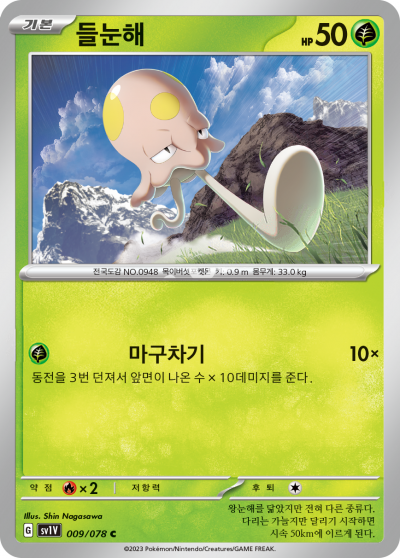 기본 들눈해 HP 50
전국도감 NO.0948 목이버섯포켓몬 키: 0.9 m 몸무게: 33.0 kg
마구차기 10×
동전을 3번 던져서 앞면이 나온 수 × 10데미지를 준다.
약점 ×2 저항력 후퇴
Illus. Shin Nagasawa
G sv1V 009/078 C
왕눈해를 닮았지만 전혀 다른 종류다.
다리는 가늘지만 달리기 시작하면
시속 50km에 이르게 된다.
©2023 Pokémon/Nintendo/Creatures/GAME FREAK.